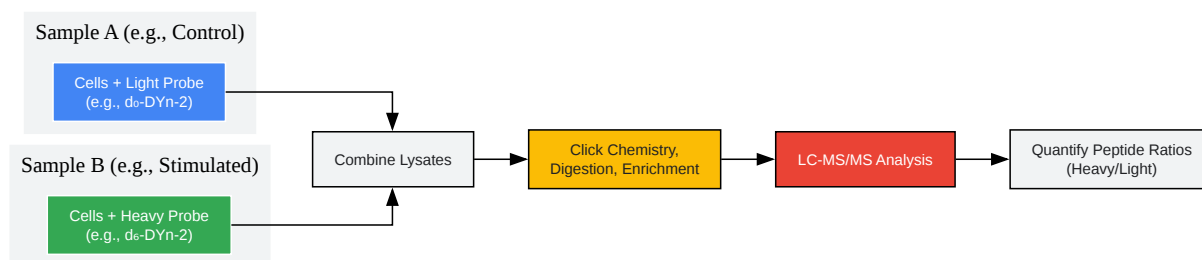 Sample A (e.g., Control)
Cells + Light Probe
(e.g., d₀-DYn-2)
Sample B (e.g., Stimulated)
Cells + Heavy Probe
(e.g., d₆-DYn-2)
Combine Lysates
Click Chemistry,
Digestion, Enrichment
LC-MS/MS Analysis
Quantify Peptide Ratios
(Heavy/Light)